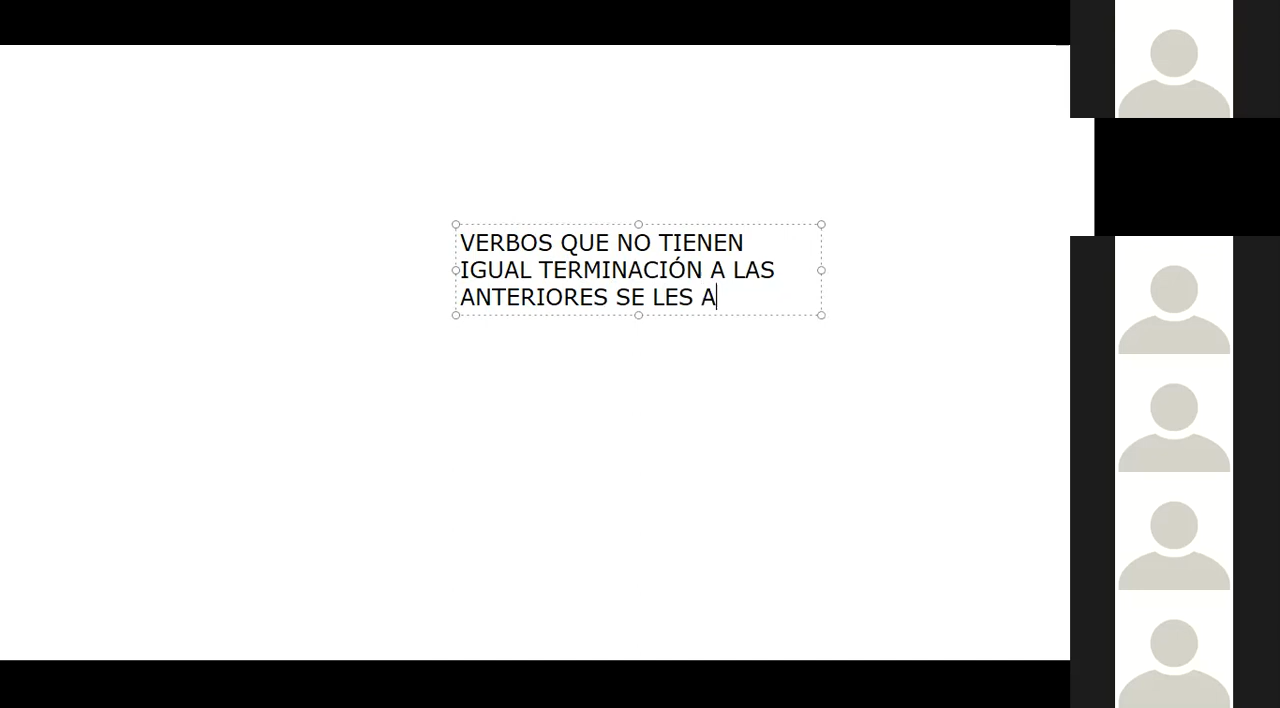 VERBOS QUE NO TIENEN
IGUAL TERMINACIÓN A LAS
ANTERIORES SE LES A